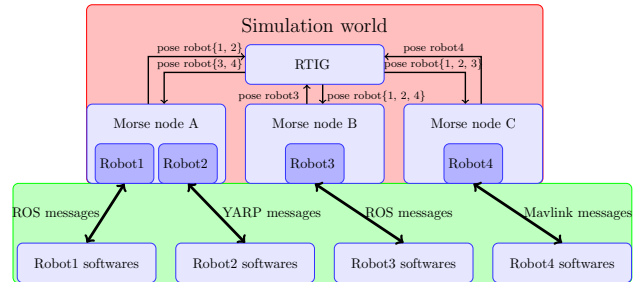 Simulation world
pose robot{1, 2}
pose robot4
RTIG
pose robot{3, 4}
pose robot{1, 2, 3}
pose robot3
pose robot{1, 2, 4}
Morse node A
Morse node B
Morse node C
Robot1
Robot2
Robot3
Robot4
ROS messages
YARP messages
ROS messages
Mavlink messages
Robot1 softwares
Robot2 softwares
Robot3 softwares
Robot4 softwares